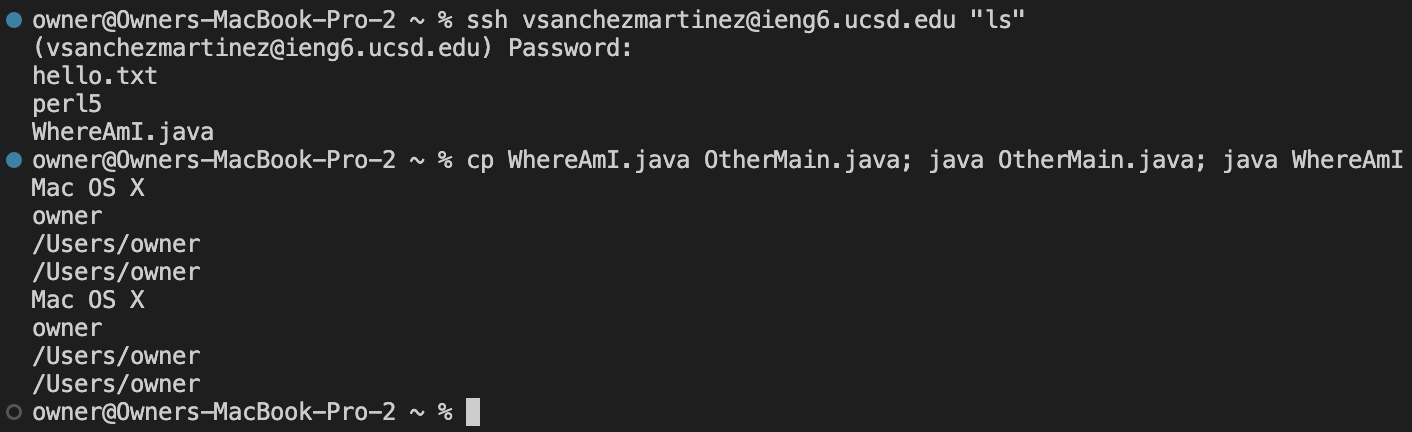 owner@Owners-MacBook-Pro-2 ~ % ssh vsanchezmartinez@ieng6.ucsd.edu "ls"
(vsanchezmartinez@ieng6.ucsd.edu) Password:
hello.txt
perl5
WhereAmI.java
owner@Owners-MacBook-Pro-2 ~ % cp WhereAmI.java OtherMain.java; java OtherMain.java; java WhereAmI
Mac OS X
owner
/Users/owner
/Users/owner
Mac OS X
owner
/Users/owner
/Users/owner
owner@Owners-MacBook-Pro-2 ~ %